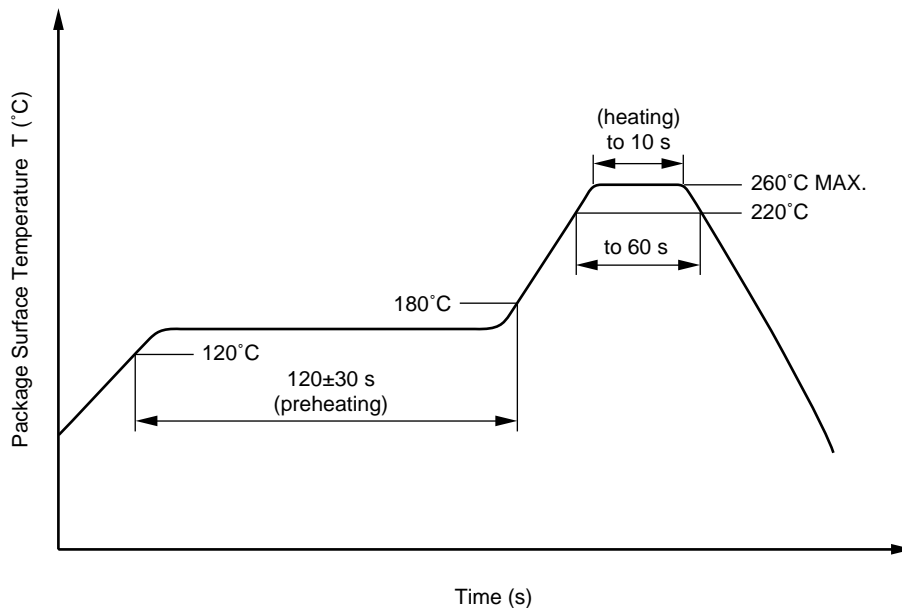 Package Surface Temperature T (˚C)
(heating)
to 10 s
260˚C MAX.
220˚C
to 60 s
180˚C
120˚C
120±30 s
(preheating)
Time (s)